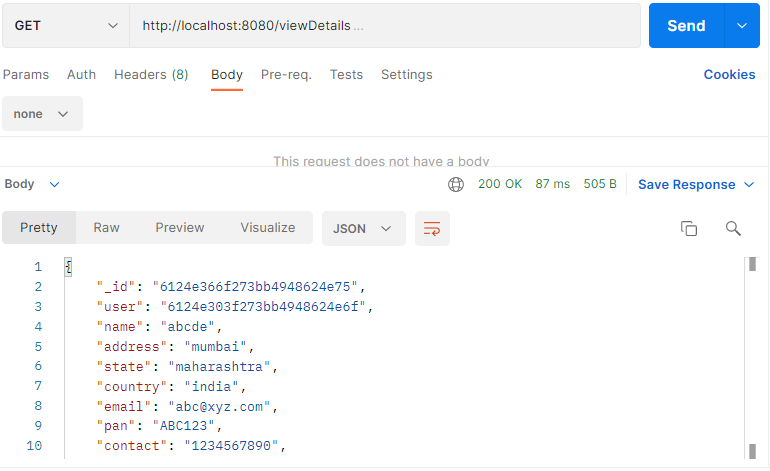 GET http://localhost:8080/viewDetails ... Send
Params Auth Headers (8) Body Pre-req. Tests Settings Cookies
none
This request does not have a body
Body 200 OK 87 ms 505 B Save Response
Pretty Raw Preview Visualize JSON
1 {
2 "_id": "6124e366f273bb4948624e75",
3 "user": "6124e303f273bb4948624e6f",
4 "name": "abcde",
5 "address": "mumbai",
6 "state": "maharashtra",
7 "country": "india",
8 "email": "abc@xyz.com",
9 "pan": "ABC123",
10 "contact": "1234567890",